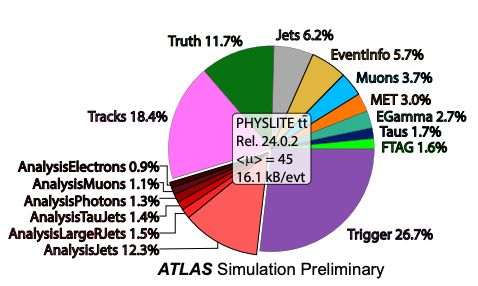 Jets 6.2%
Truth 11.7%
EventInfo 5.7%
Muons 3.7%
MET 3.0%
EGamma 2.7%
Taus 1.7%
FTAG 1.6%
Tracks 18.4%
PHYSLITE tt̄
Rel. 24.0.2
<μ> = 45
16.1 kB/evt
AnalysisElectrons 0.9%
AnalysisMuons 1.1%
AnalysisPhotons 1.3%
AnalysisTauJets 1.4%
AnalysisLargeRJets 1.5%
AnalysisJets 12.3%
Trigger 26.7%
ATLAS Simulation Preliminary